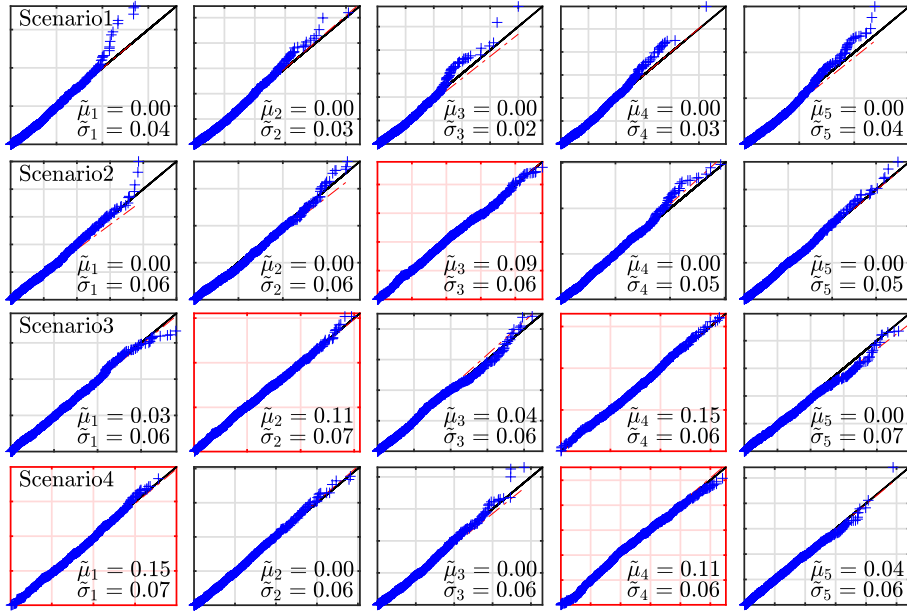 Scenario1
μ̃₁ = 0.00
σ̃₁ = 0.04
μ̃₂ = 0.00
σ̃₂ = 0.03
μ̃₃ = 0.00
σ̃₃ = 0.02
μ̃₄ = 0.00
σ̃₄ = 0.03
μ̃₅ = 0.00
σ̃₅ = 0.04
Scenario2
μ̃₁ = 0.00
σ̃₁ = 0.06
μ̃₂ = 0.00
σ̃₂ = 0.06
μ̃₃ = 0.09
σ̃₃ = 0.06
μ̃₄ = 0.00
σ̃₄ = 0.05
μ̃₅ = 0.00
σ̃₅ = 0.05
Scenario3
μ̃₁ = 0.03
σ̃₁ = 0.06
μ̃₂ = 0.11
σ̃₂ = 0.07
μ̃₃ = 0.04
σ̃₃ = 0.06
μ̃₄ = 0.15
σ̃₄ = 0.06
μ̃₅ = 0.00
σ̃₅ = 0.07
Scenario4
μ̃₁ = 0.15
σ̃₁ = 0.07
μ̃₂ = 0.00
σ̃₂ = 0.06
μ̃₃ = 0.00
σ̃₃ = 0.06
μ̃₄ = 0.11
σ̃₄ = 0.06
μ̃₅ = 0.04
σ̃₅ = 0.06